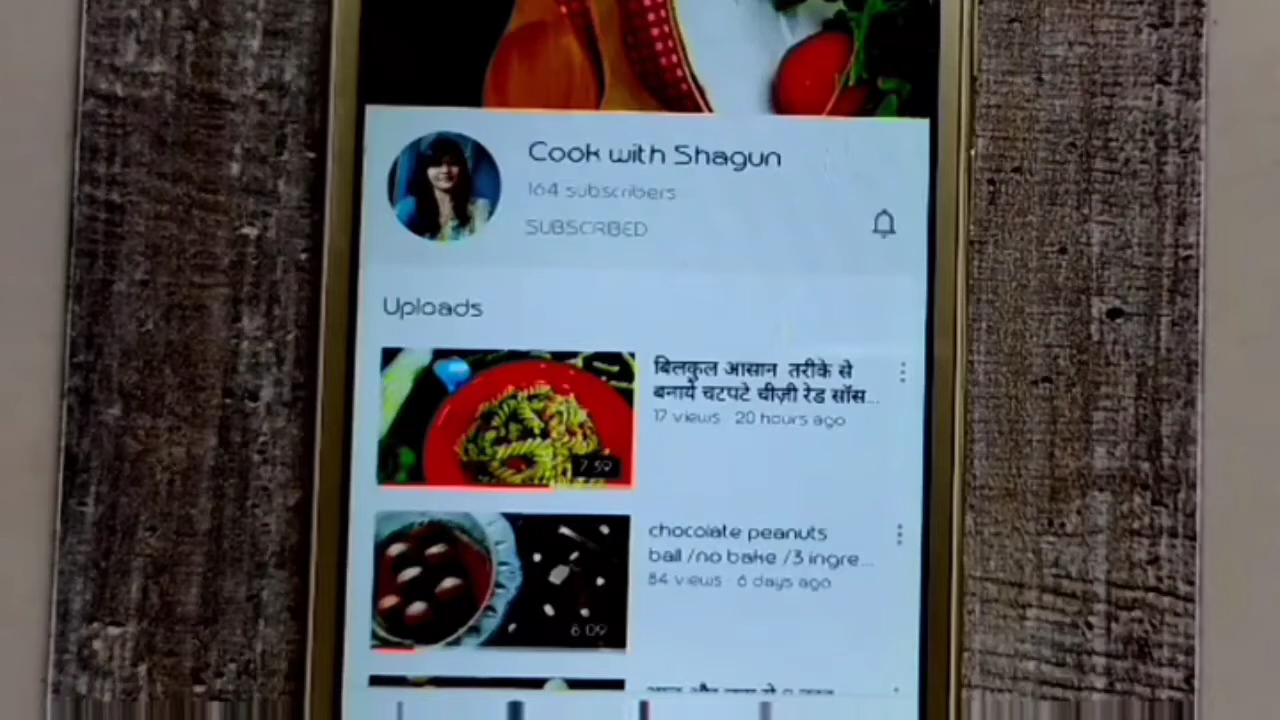 Cook with Shagun
164 subscribers
SUBSCRIBED
Uploads
बिलकुल आसान तरीके से
बनायें चटपटे चीज़ी रेड सॉस...
17 views · 20 hours ago
7:59
chocolate peanuts
ball /no bake /3 ingre...
84 views · 6 days ago
6:09